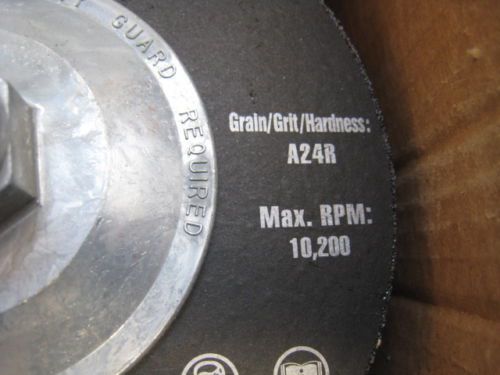 GUARD REQUIRED
Grain/Grit/Hardness:
A24R
Max. RPM:
10,200